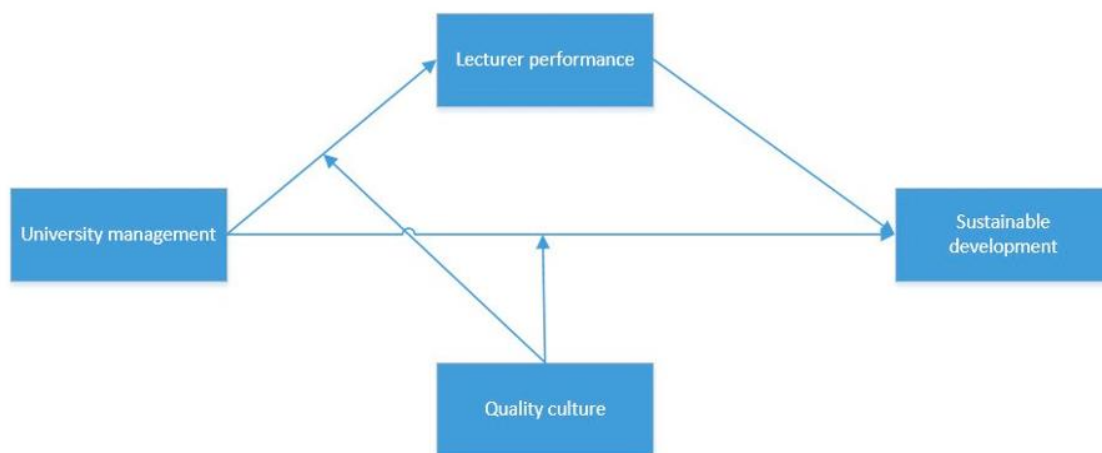 Lecturer performance
University management
Sustainable
development
Quality culture